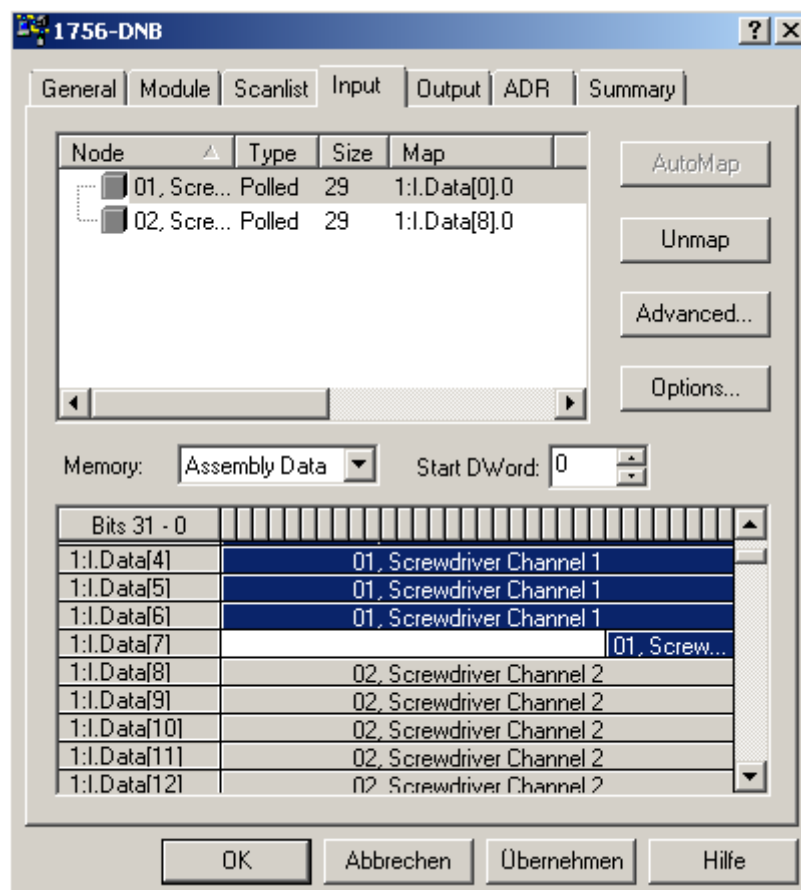 1756-DNB
General Module Scanlist Input Output ADR Summary
Node Type Size Map
01, Scre... Polled 29 1:I.Data[0].0
02, Scre... Polled 29 1:I.Data[8].0
AutoMap
Unmap
Advanced...
Options...
Memory: Assembly Data Start DWord: 0
Bits 31 - 0
1:I.Data[4] 01, Screwdriver Channel 1
1:I.Data[5] 01, Screwdriver Channel 1
1:I.Data[6] 01, Screwdriver Channel 1
1:I.Data[7] 01, Screw...
1:I.Data[8] 02, Screwdriver Channel 2
1:I.Data[9] 02, Screwdriver Channel 2
1:I.Data[10] 02, Screwdriver Channel 2
1:I.Data[11] 02, Screwdriver Channel 2
1:I.Data[12] 02, Screwdriver Channel 2
OK Abbrechen Übernehmen Hilfe